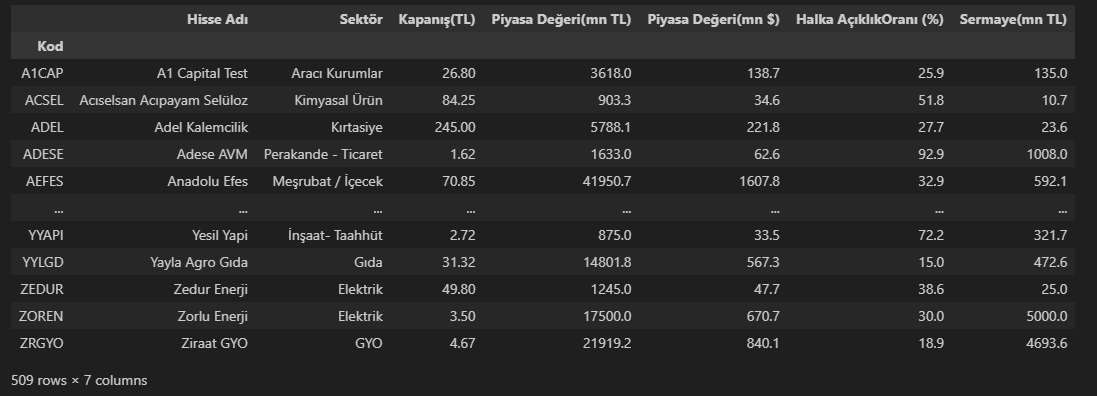 Hisse Adı Sektör Kapanış(TL) Piyasa Değeri(mn TL) Piyasa Değeri(mn $) Halka AçıklıkOranı (%) Sermaye(mn TL)
Kod
A1CAP A1 Capital Test Aracı Kurumlar 26.80 3618.0 138.7 25.9 135.0
ACSEL Acıselsan Acıpayam Selüloz Kimyasal Ürün 84.25 903.3 34.6 51.8 10.7
ADEL Adel Kalemcilik Kırtasiye 245.00 5788.1 221.8 27.7 23.6
ADESE Adese AVM Perakande - Ticaret 1.62 1633.0 62.6 92.9 1008.0
AEFES Anadolu Efes Meşrubat / İçecek 70.85 41950.7 1607.8 32.9 592.1
... ... ... ... ... ... ... ...
YYAPI Yesil Yapi İnşaat- Taahhüt 2.72 875.0 33.5 72.2 321.7
YYLGD Yayla Agro Gıda Gıda 31.32 14801.8 567.3 15.0 472.6
ZEDUR Zedur Enerji Elektrik 49.80 1245.0 47.7 38.6 25.0
ZOREN Zorlu Enerji Elektrik 3.50 17500.0 670.7 30.0 5000.0
ZRGYO Ziraat GYO GYO 4.67 21919.2 840.1 18.9 4693.6
509 rows × 7 columns